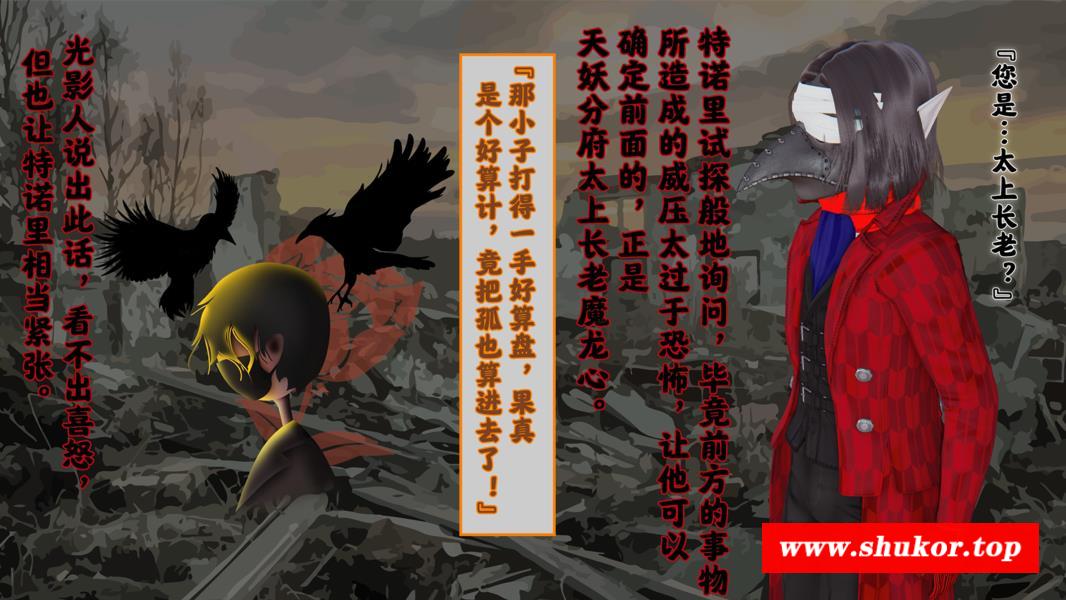 『您是…太上长老？』
特诺里试探般地询问，毕竟前方的事物
所造成的威压太过于恐怖，让他可以
确定前面的，正是
天妖分府太上长老魔龙心。
『那小子打得一手好算盘，果真
是个好算计，竟把孤也算进去了！』
光影人说出此话，看不出喜怒，
但也让特诺里相当紧张。
www.shukor.top